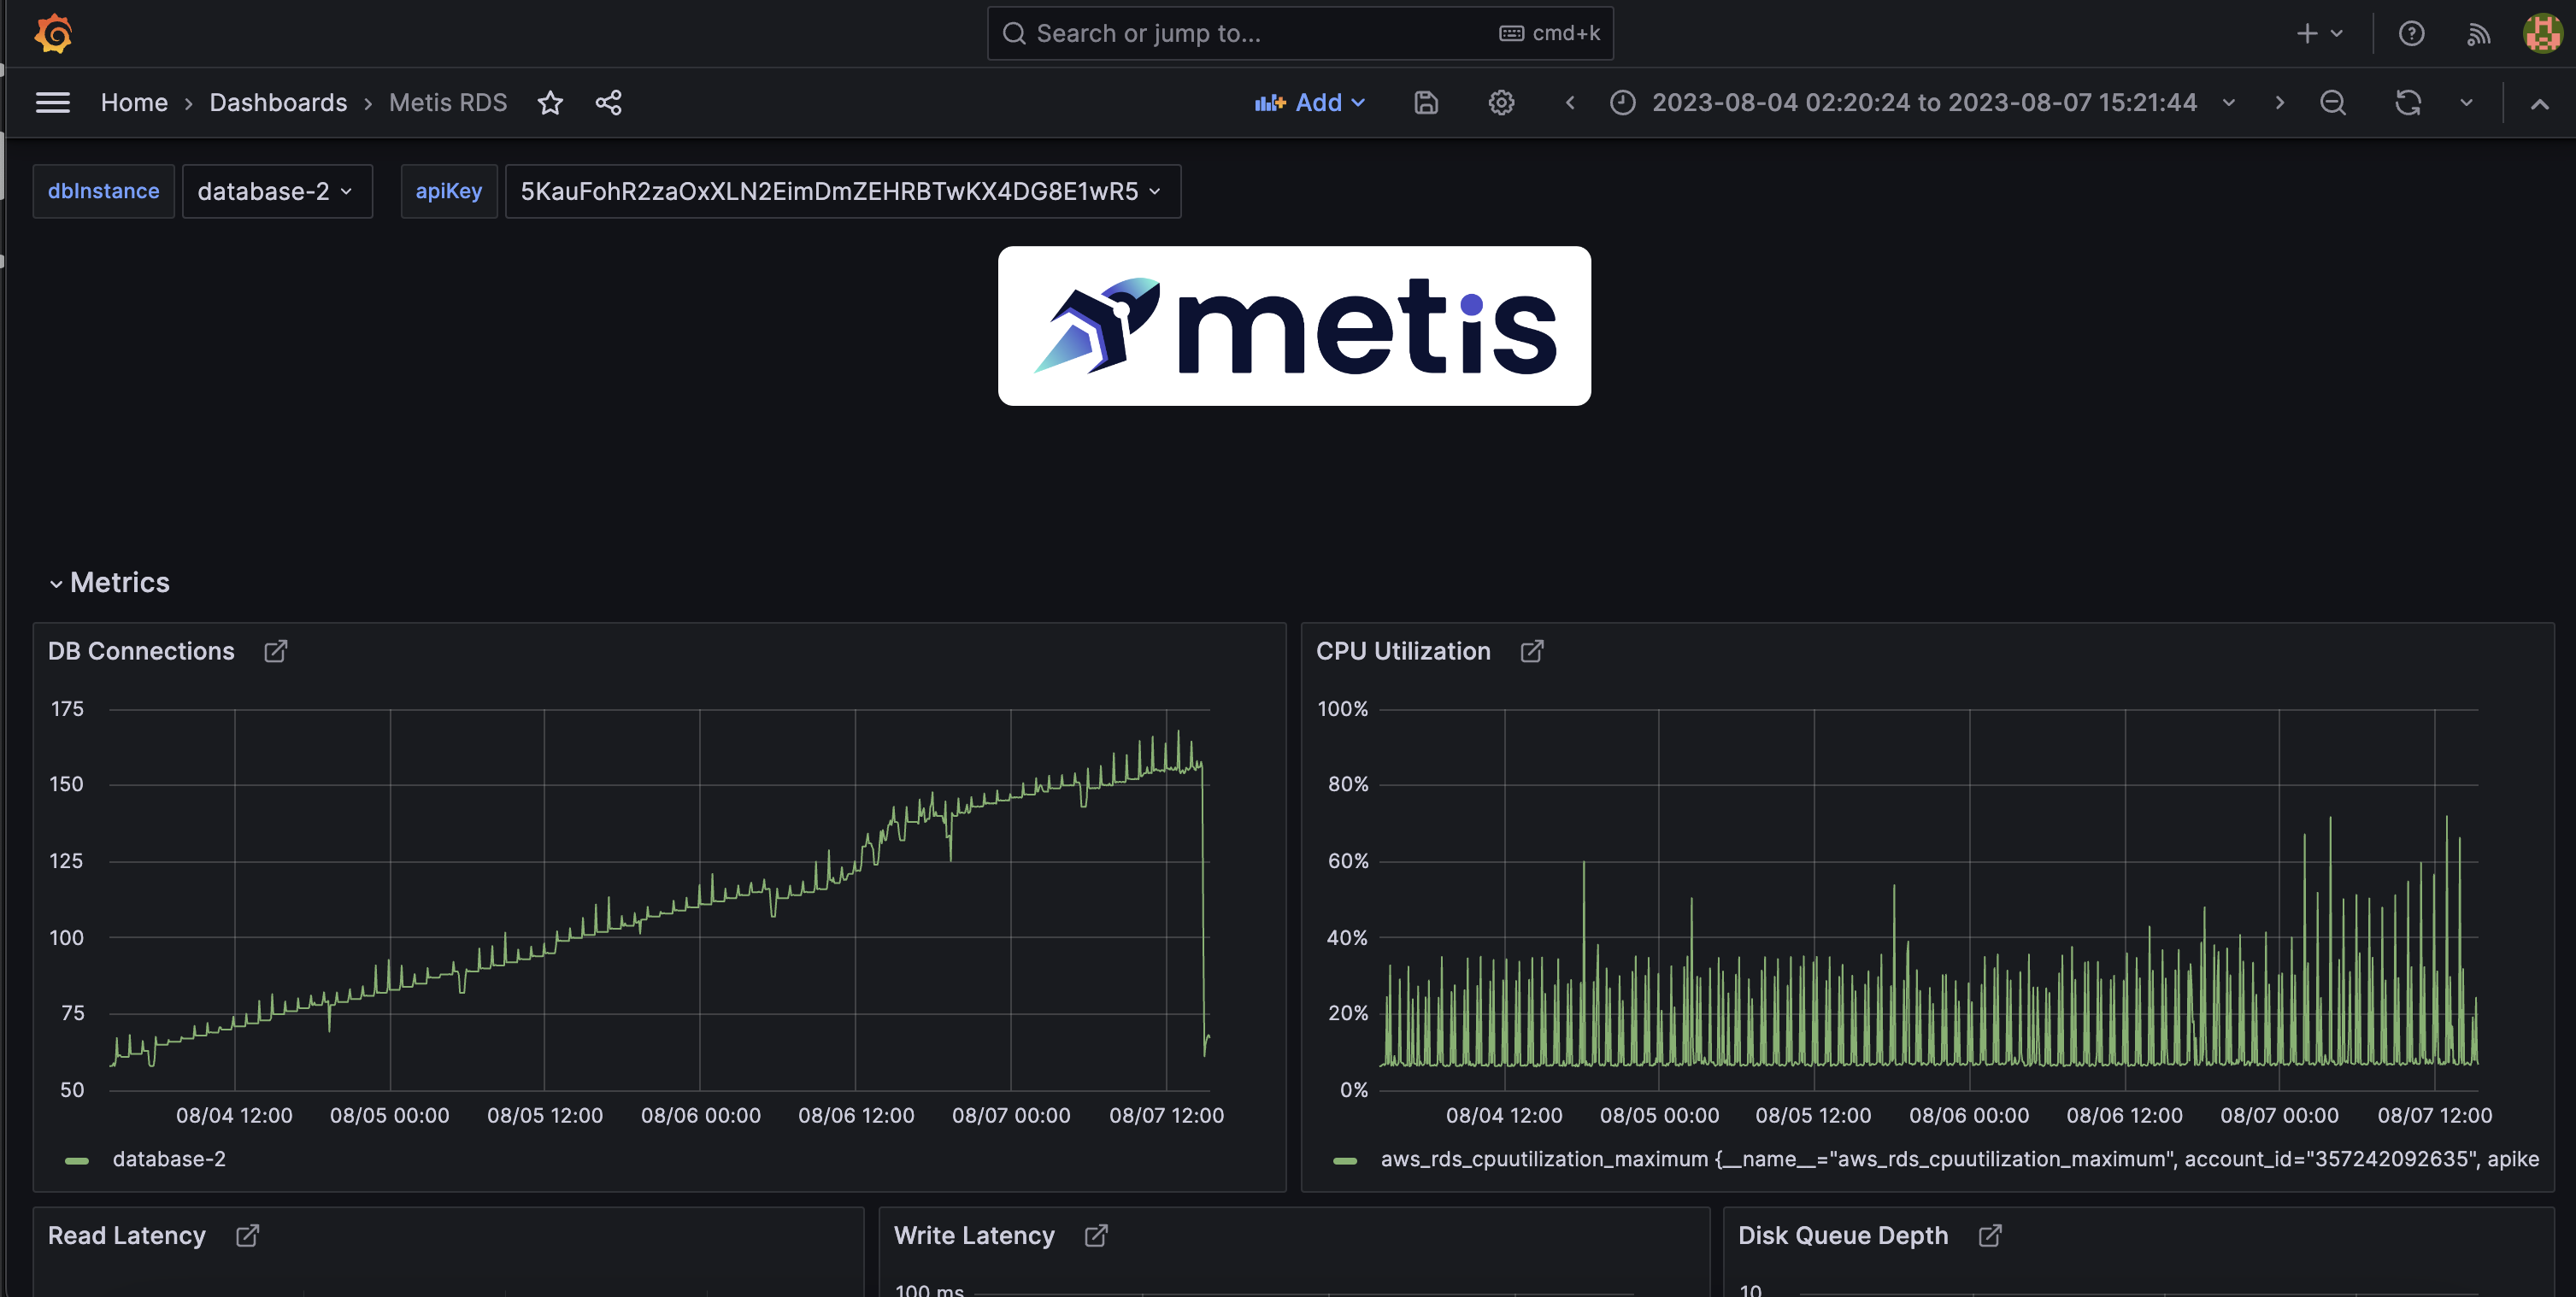 Search or jump to... cmd+k
Home › Dashboards › Metis RDS Add 2023-08-04 02:20:24 to 2023-08-07 15:21:44
dbInstance database-2 apiKey 5KauFohR2zaOxXLN2EimDmZEHRBTwKX4DG8E1wR5
metis
Metrics
DB Connections
175
150
125
100
75
50
08/04 12:00 08/05 00:00 08/05 12:00 08/06 00:00 08/06 12:00 08/07 00:00 08/07 12:00
database-2
CPU Utilization
100%
80%
60%
40%
20%
0%
08/04 12:00 08/05 00:00 08/05 12:00 08/06 00:00 08/06 12:00 08/07 00:00 08/07 12:00
aws_rds_cpuutilization_maximum {__name__="aws_rds_cpuutilization_maximum", account_id="357242092635", apike
Read Latency
Write Latency
100 ms
Disk Queue Depth
10